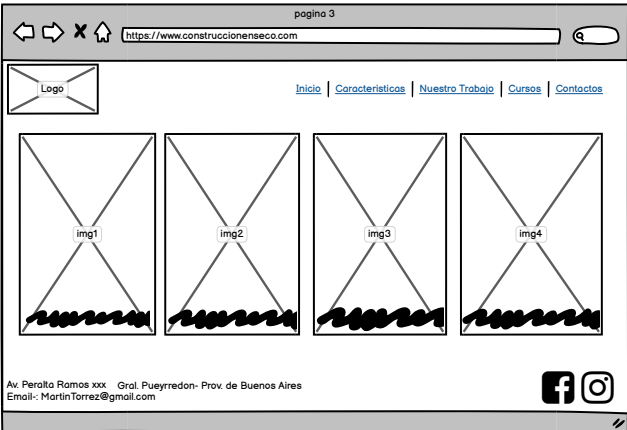 pagina 3
https://www.construccionenseco.com
Logo
Inicio Caracteristicas Nuestro Trabajo Cursos Contactos
img1 img2 img3 img4
Av. Peralta Ramos xxx Gral. Pueyrredon- Prov. de Buenos Aires
Email-: MartinTorrez@gmail.com